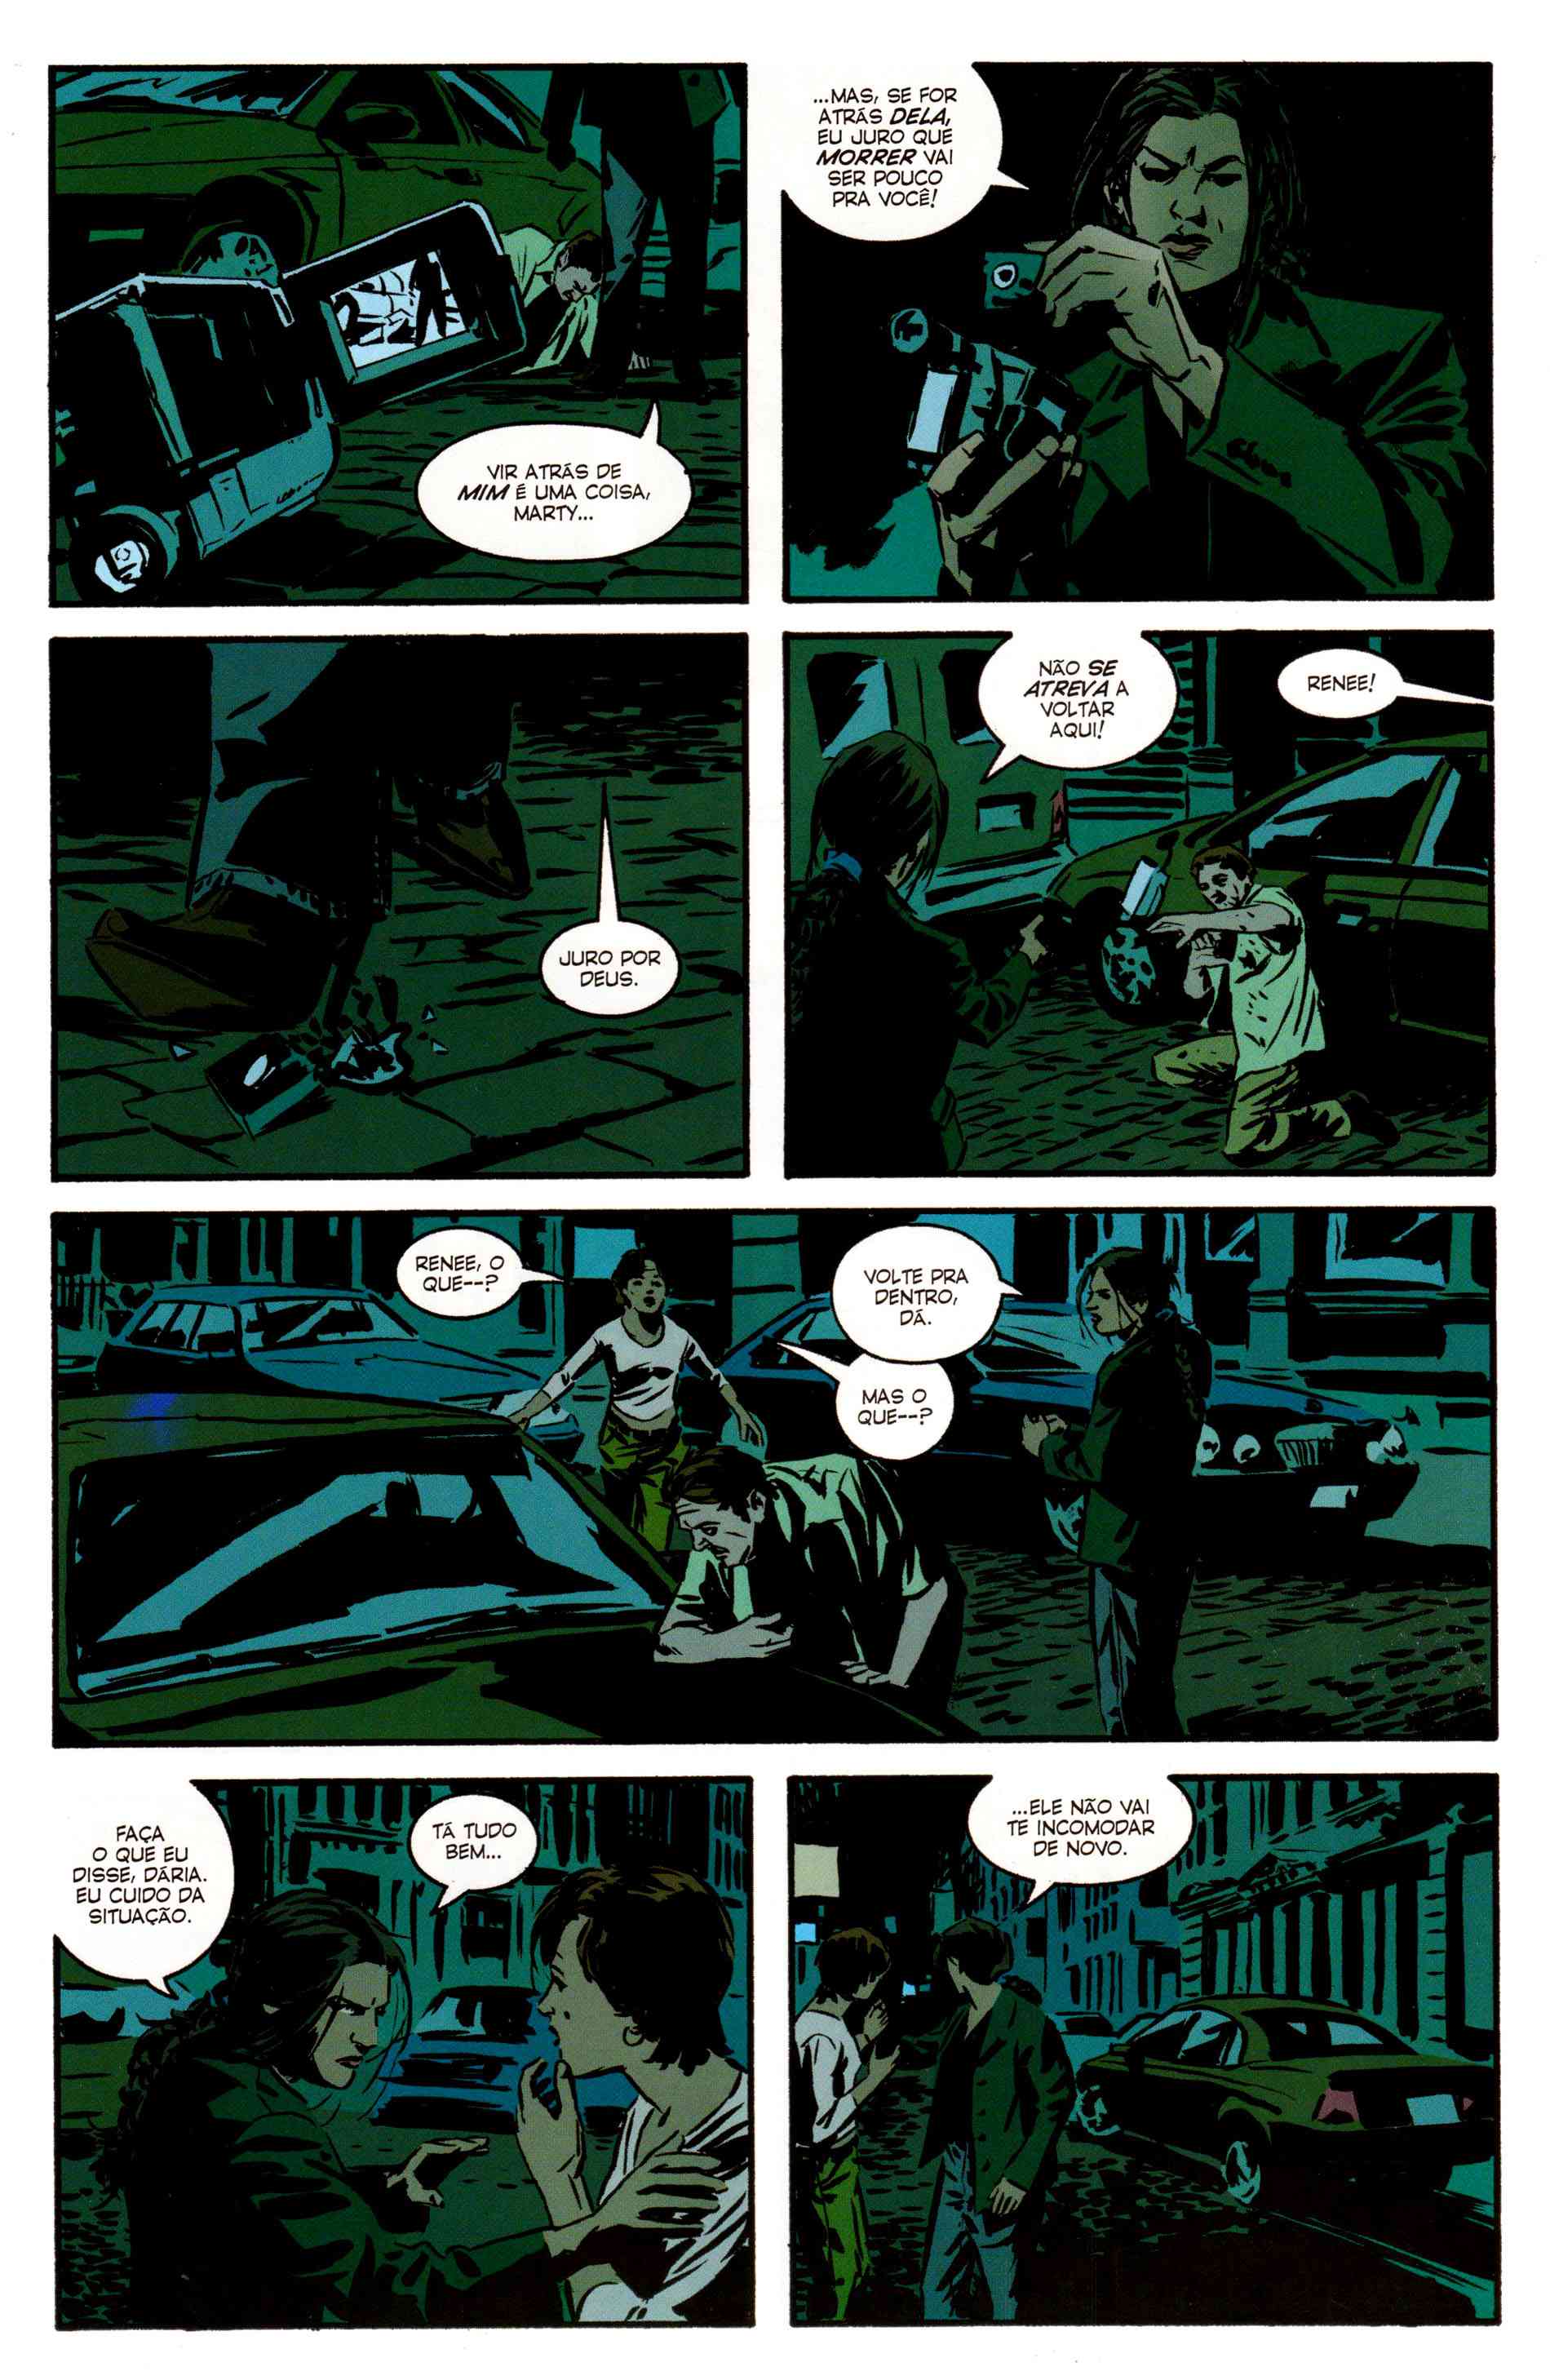 VIR ATRÁS DE
MIM É UMA COISA,
MARTY...
...MAS, SE FOR
ATRÁS DELA,
EU JURO QUE
MORRER VAI
SER POUCO
PRA VOCÊ!
JURO POR
DEUS.
NÃO SE
ATREVA A
VOLTAR
AQUI!
RENEE!
RENEE, O
QUE--?
VOLTE PRA
DENTRO,
DÁ.
MAS O
QUE--?
FAÇA
O QUE EU
DISSE, DÁRIA.
EU CUIDO DA
SITUAÇÃO.
TÁ TUDO
BEM...
...ELE NÃO VAI
TE INCOMODAR
DE NOVO.